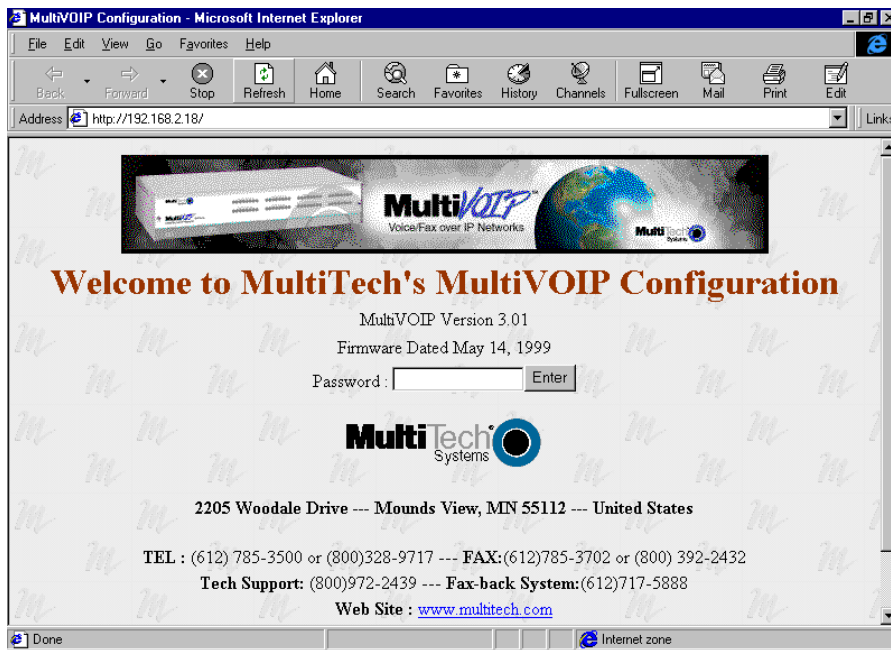 MultiVOIP Configuration - Microsoft Internet Explorer
File Edit View Go Favorites Help
Back Forward Stop Refresh Home Search Favorites History Channels Fullscreen Mail Print Edit
Address http://192.168.2.18/ Links
MultiVOIP™
Voice/Fax over IP Networks
MultiTech Systems
Welcome to MultiTech's MultiVOIP Configuration
MultiVOIP Version 3.01
Firmware Dated May 14, 1999
Password : Enter
MultiTech Systems
2205 Woodale Drive --- Mounds View, MN 55112 --- United States
TEL : (612) 785-3500 or (800)328-9717 --- FAX:(612)785-3702 or (800) 392-2432
Tech Support: (800)972-2439 --- Fax-back System:(612)717-5888
Web Site : www.multitech.com
Done Internet zone